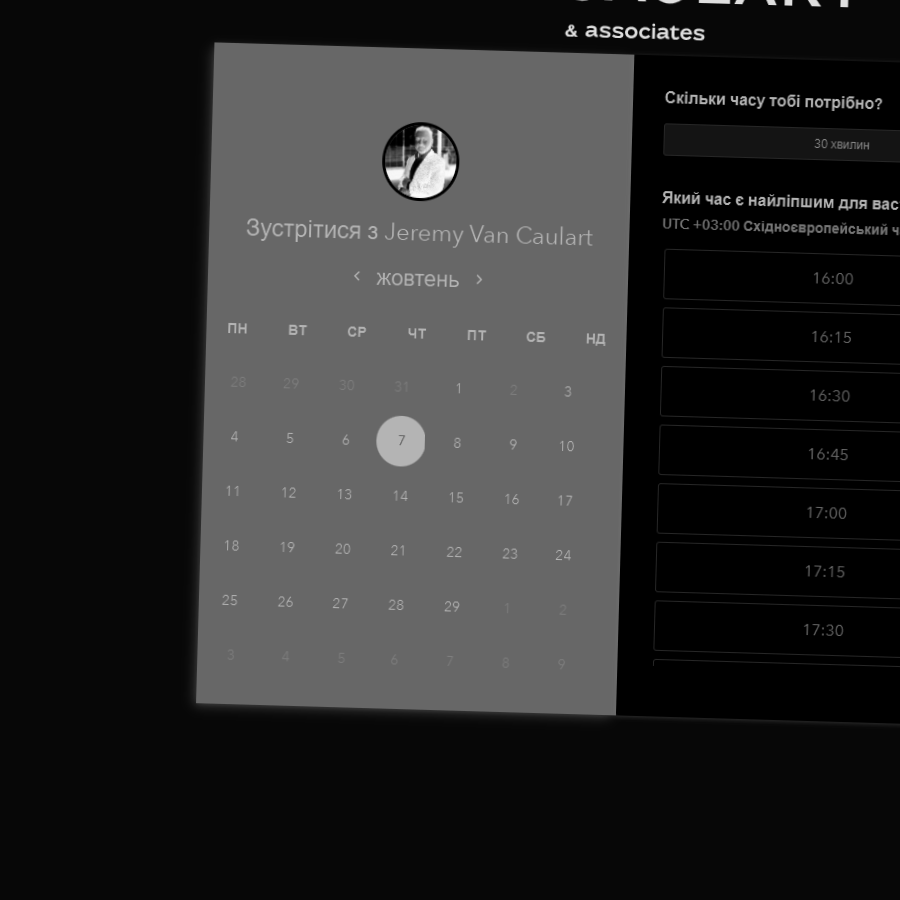 & associates
Зустрітися з Jeremy Van Caulart
‹ жовтень ›
ПН ВТ СР ЧТ ПТ СБ НД
28 29 30 31 1 2 3
4 5 6 7 8 9 10
11 12 13 14 15 16 17
18 19 20 21 22 23 24
25 26 27 28 29 1 2
3 4 5 6 7 8 9
Скільки часу тобі потрібно?
30 хвилин
Який час є найліпшим для вас
UTC +03:00 Східноєвропейський ч
16:00
16:15
16:30
16:45
17:00
17:15
17:30